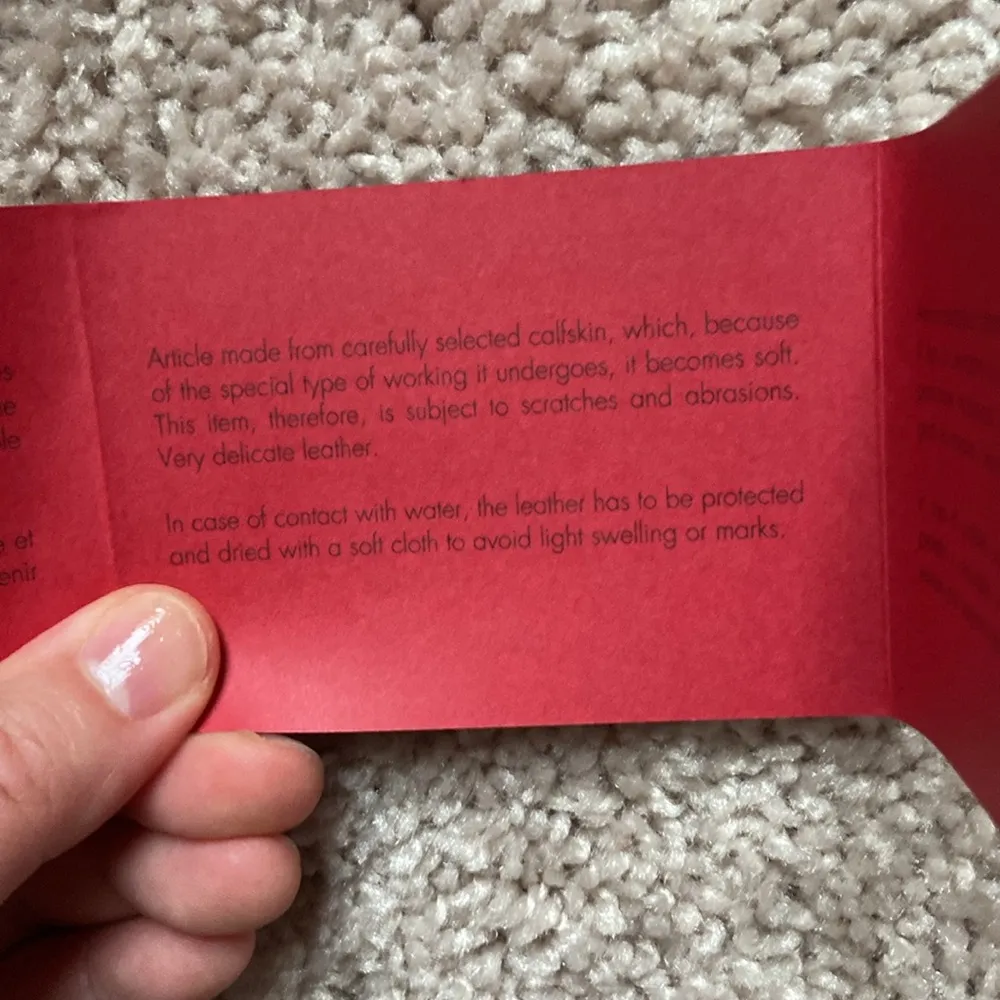 Article made from carefully selected calfskin, which, because
of the special type of working it undergoes, it becomes soft.
This item, therefore, is subject to scratches and abrasions.
Very delicate leather.
In case of contact with water, the leather has to be protected
and dried with a soft cloth to avoid light swelling or marks.